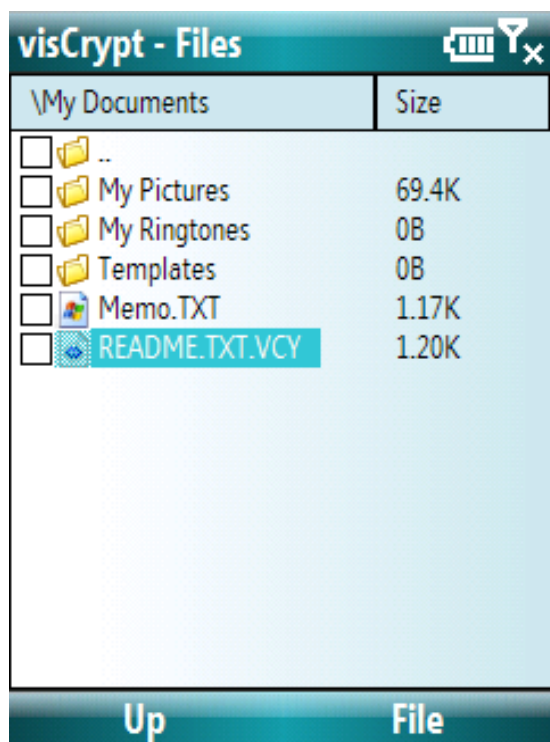 visCrypt - Files
\My Documents Size
..
My Pictures 69.4K
My Ringtones 0B
Templates 0B
Memo.TXT 1.17K
README.TXT.VCY 1.20K
Up File